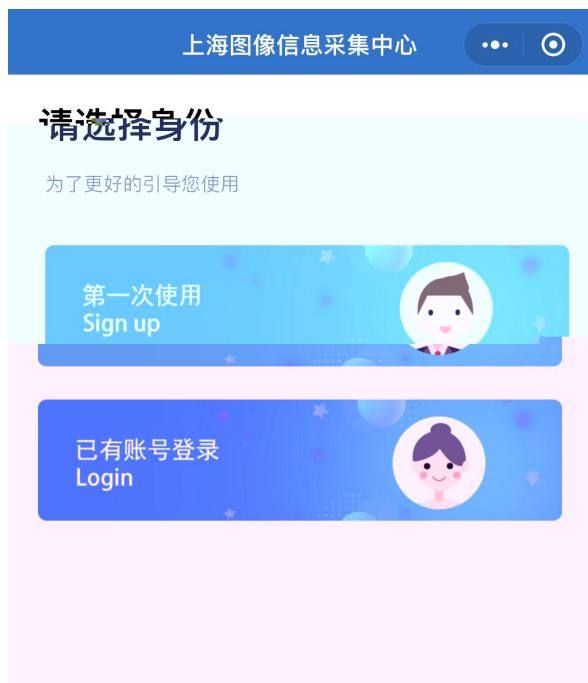 上海图像信息采集中心
请选择身份
为了更好的引导您使用
第一次使用
Sign up
已有账号登录
Login